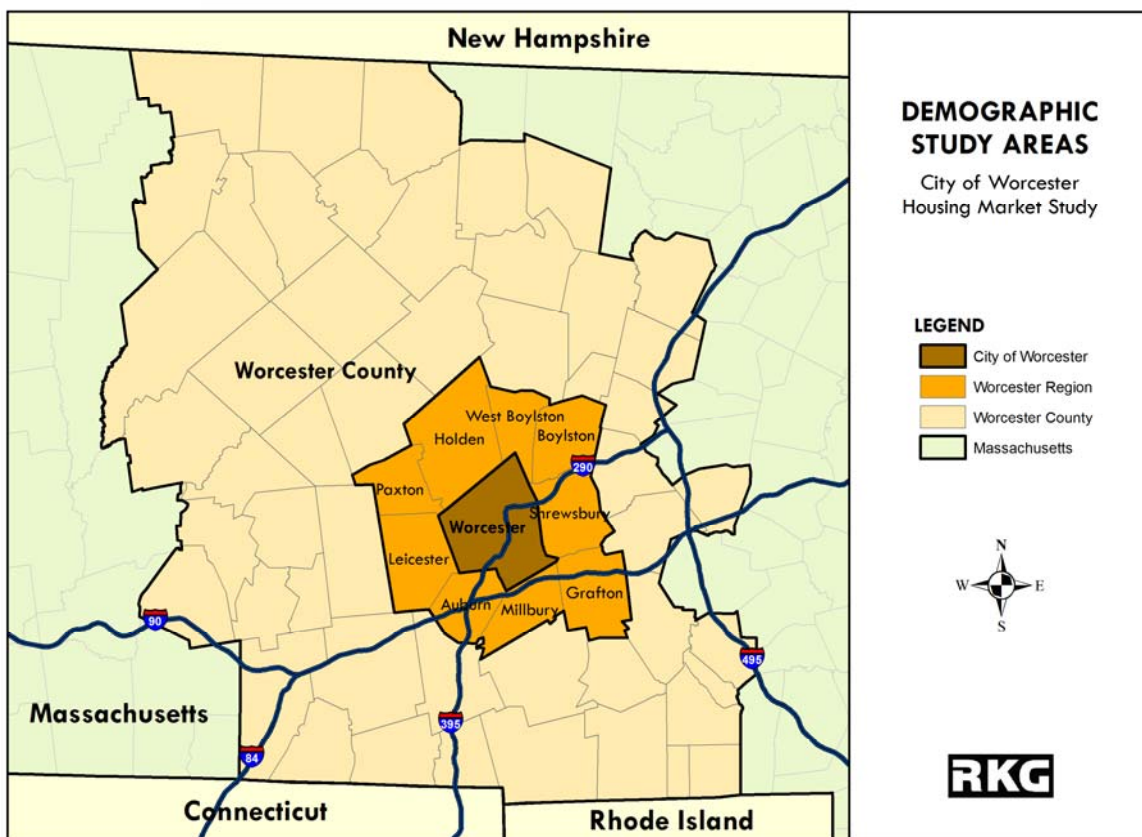 New Hampshire
DEMOGRAPHIC
STUDY AREAS
City of Worcester
Housing Market Study
LEGEND
City of Worcester
Worcester Region
Worcester County
Massachusetts
Worcester County
West Boylston
Holden
Boylston
290
Paxton
Shrewsbury
Worcester
Leicester
Auburn
Millbury
Grafton
N
W
E
S
90
495
Massachusetts
395
84
Connecticut
Rhode Island
RKG